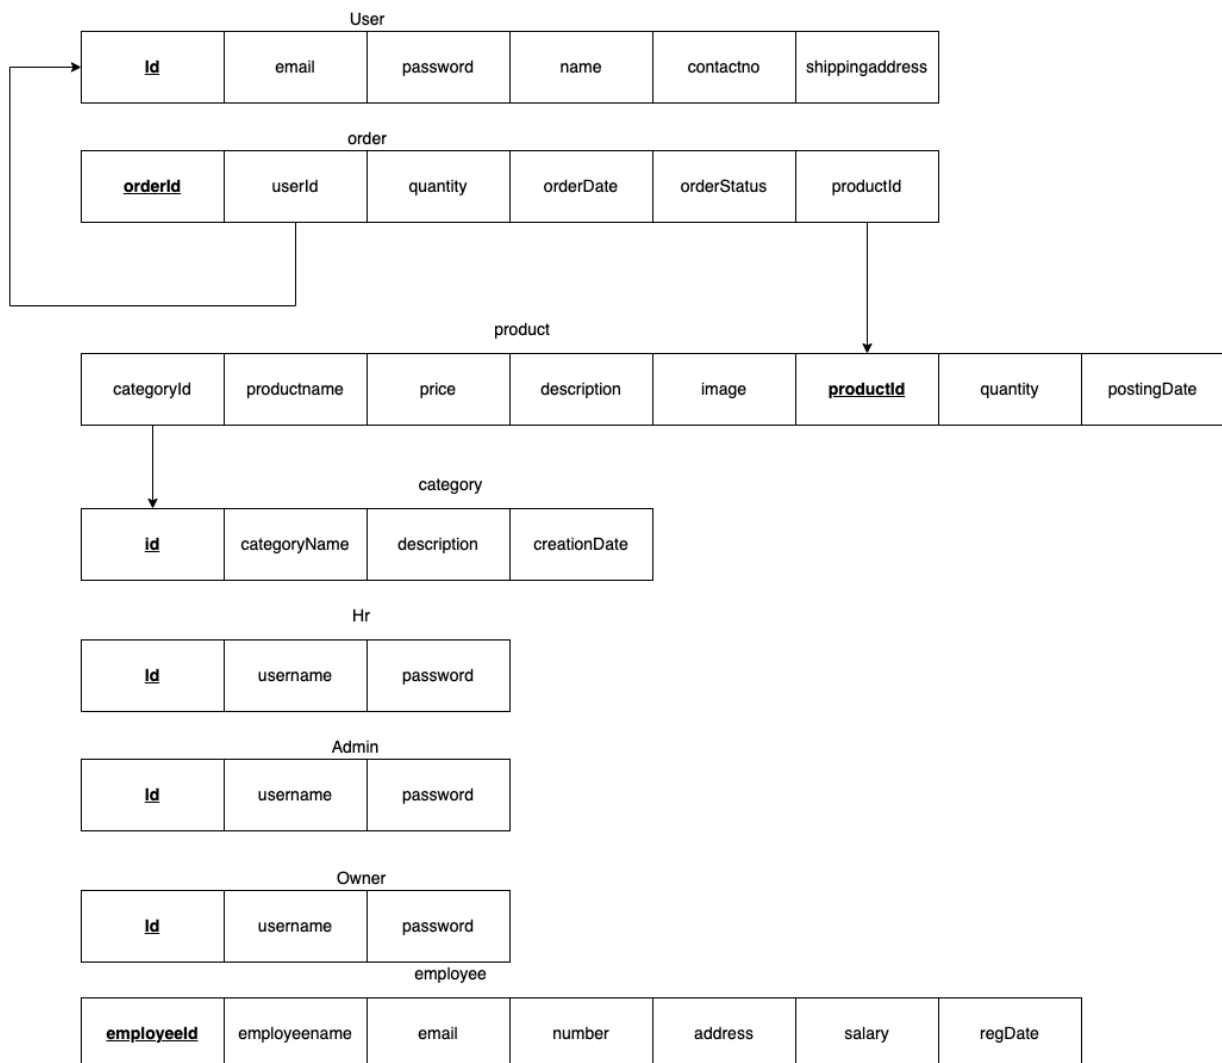 User
Id email password name contactno shippingaddress
order
orderId userId quantity orderDate orderStatus productId
product
categoryId productname price description image productId quantity postingDate
category
id categoryName description creationDate
Hr
Id username password
Admin
Id username password
Owner
Id username password
employee
employeeId employeename email number address salary regDate